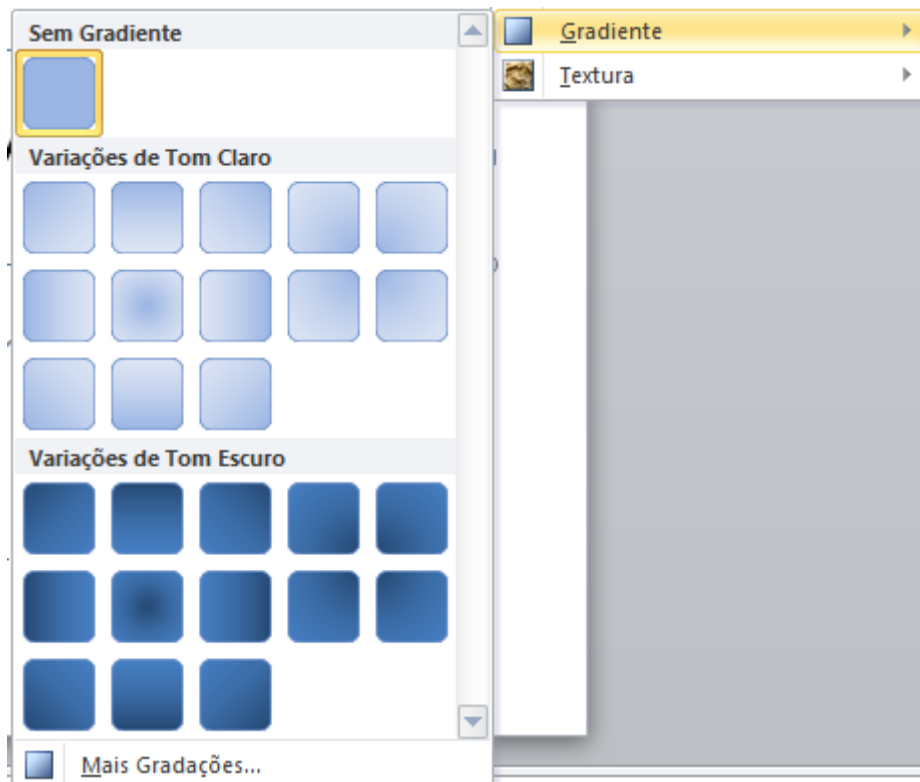 Sem Gradiente
Gradiente
Textura
Variações de Tom Claro
Variações de Tom Escuro
Mais Gradações...